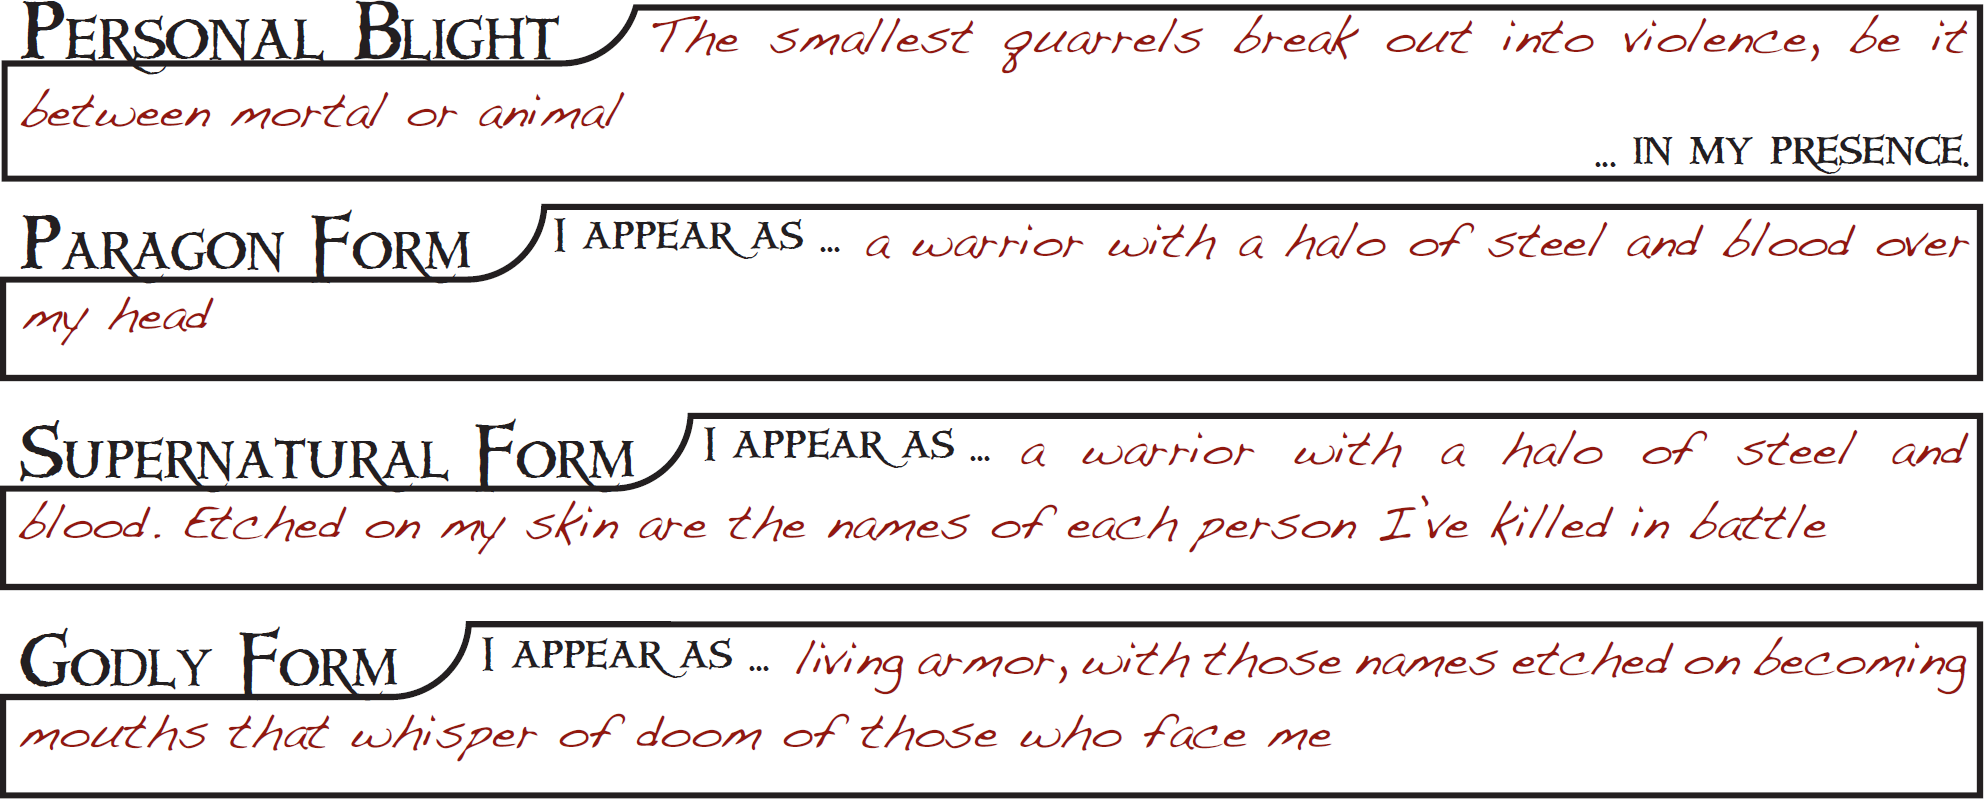 PERSONAL BLIGHT The smallest quarrels break out into violence, be it
between mortal or animal
... IN MY PRESENCE.
PARAGON FORM I APPEAR AS ... a warrior with a halo of steel and blood over
my head
SUPERNATURAL FORM I APPEAR AS ... a warrior with a halo of steel and
blood. Etched on my skin are the names of each person I've killed in battle
GODLY FORM I APPEAR AS ... living armor, with those names etched on becoming
mouths that whisper of doom of those who face me